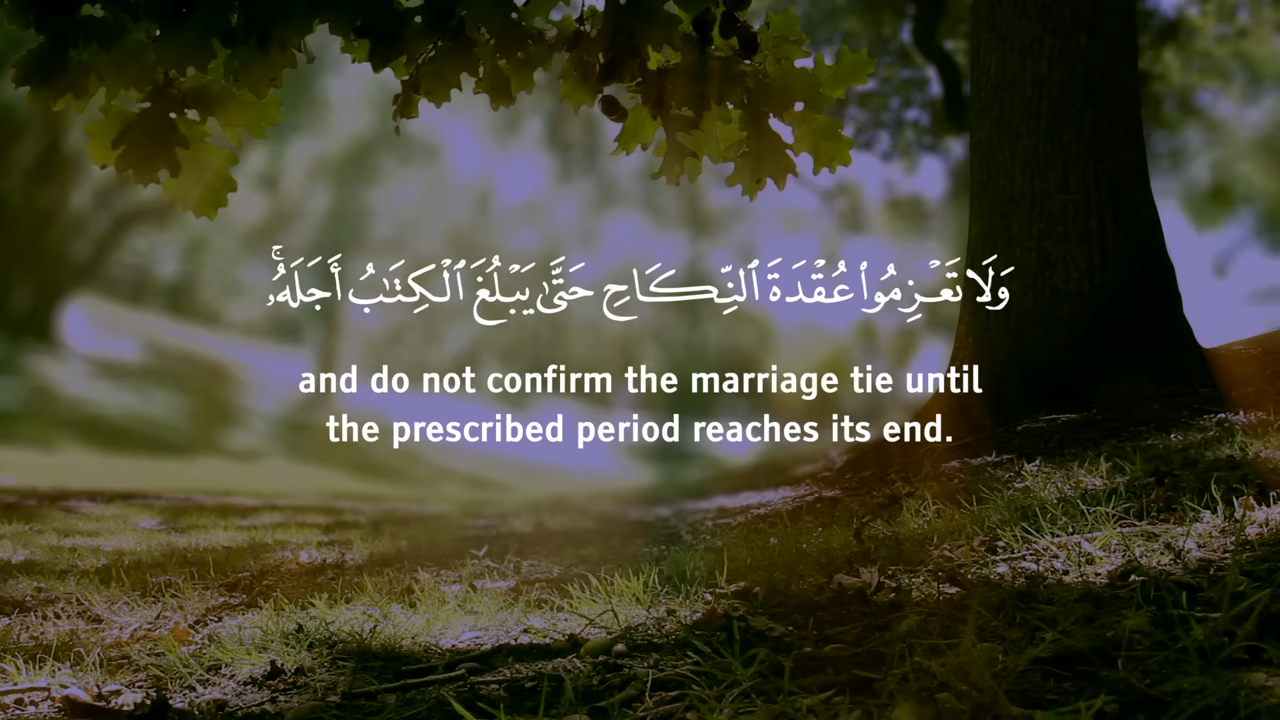 وَلَا تَعۡزِمُواْ عُقۡدَةَ ٱلنِّكَاحِ حَتَّىٰ يَبۡلُغَ ٱلۡكِتَٰبُ أَجَلَهُۥۚ
and do not confirm the marriage tie until
the prescribed period reaches its end.